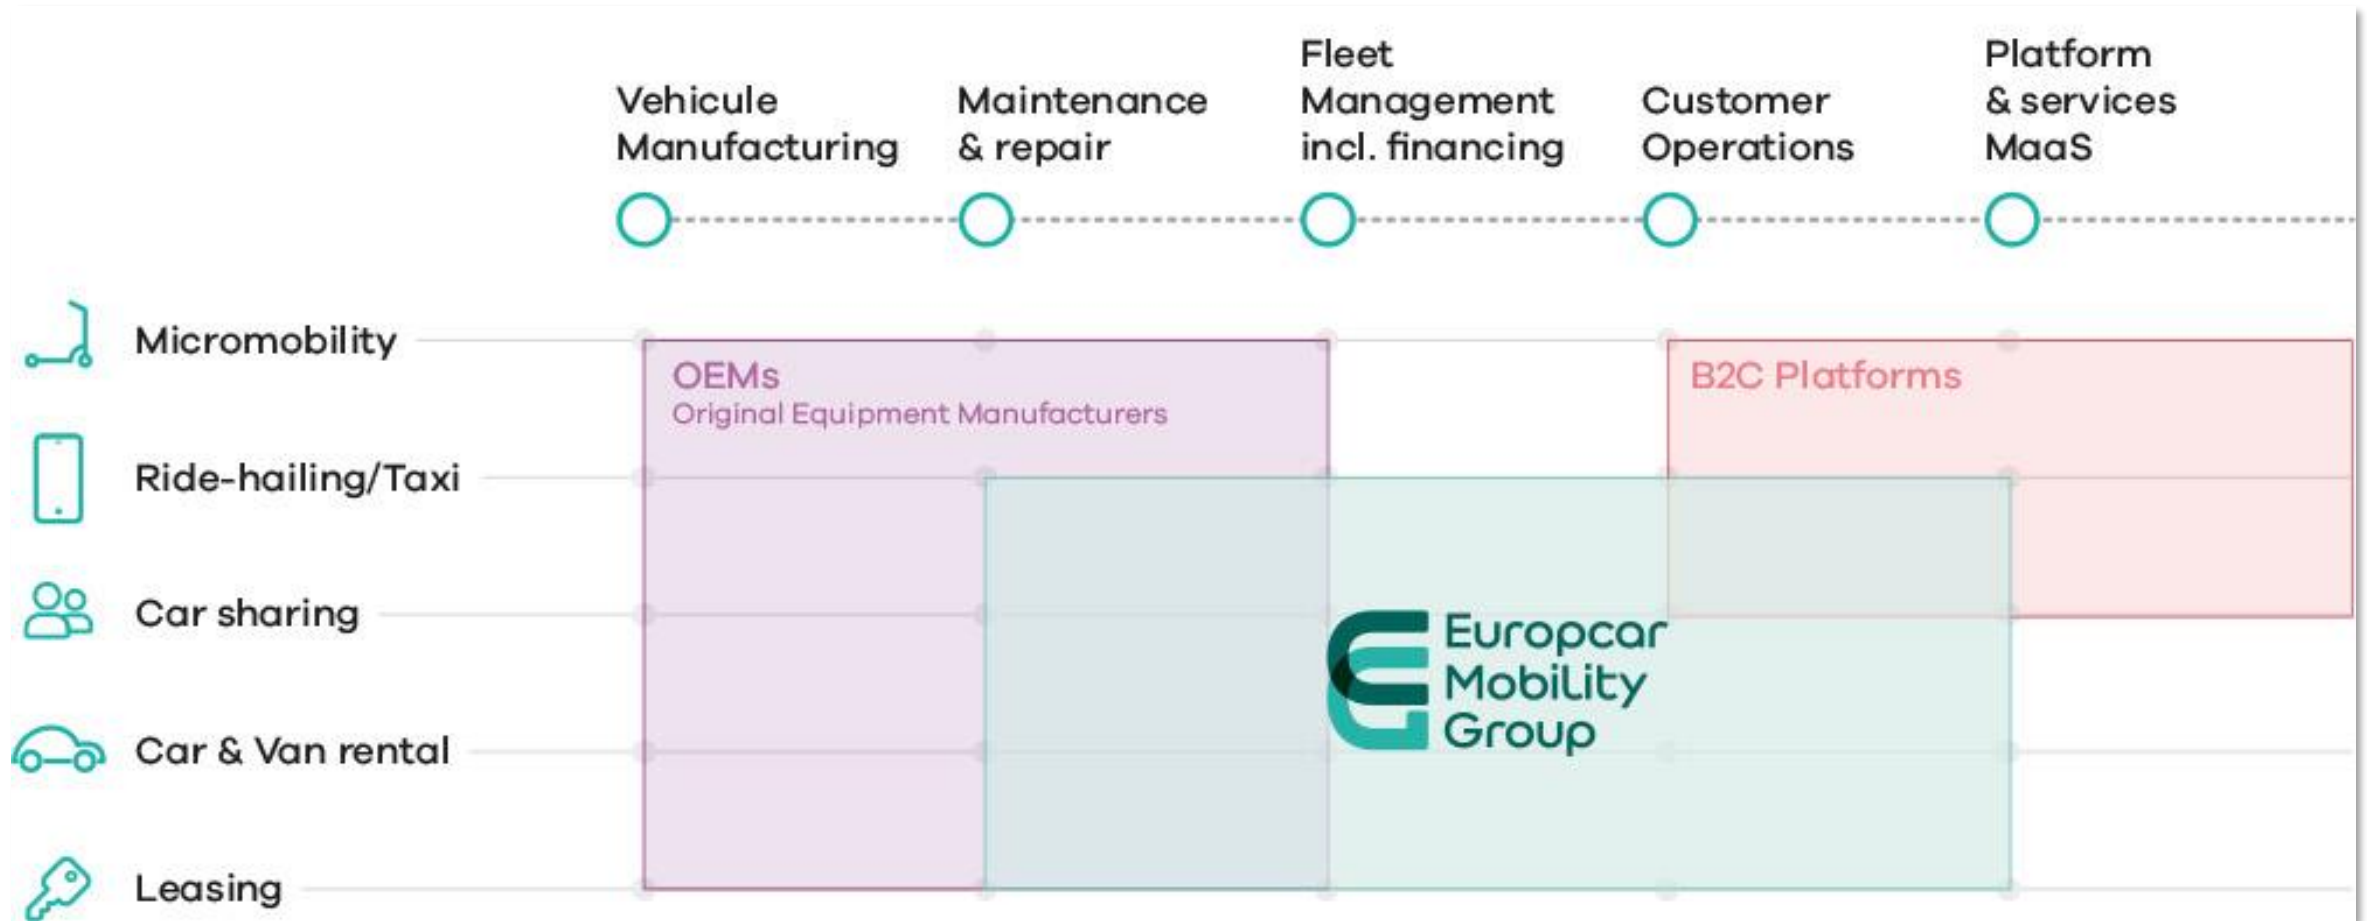 Vehicule
Manufacturing
Maintenance
& repair
Fleet
Management
incl. financing
Customer
Operations
Platform
& services
MaaS
Micromobility
OEMs
Original Equipment Manufacturers
B2C Platforms
Ride-hailing/Taxi
Car sharing
Europcar
Mobility
Group
Car & Van rental
Leasing